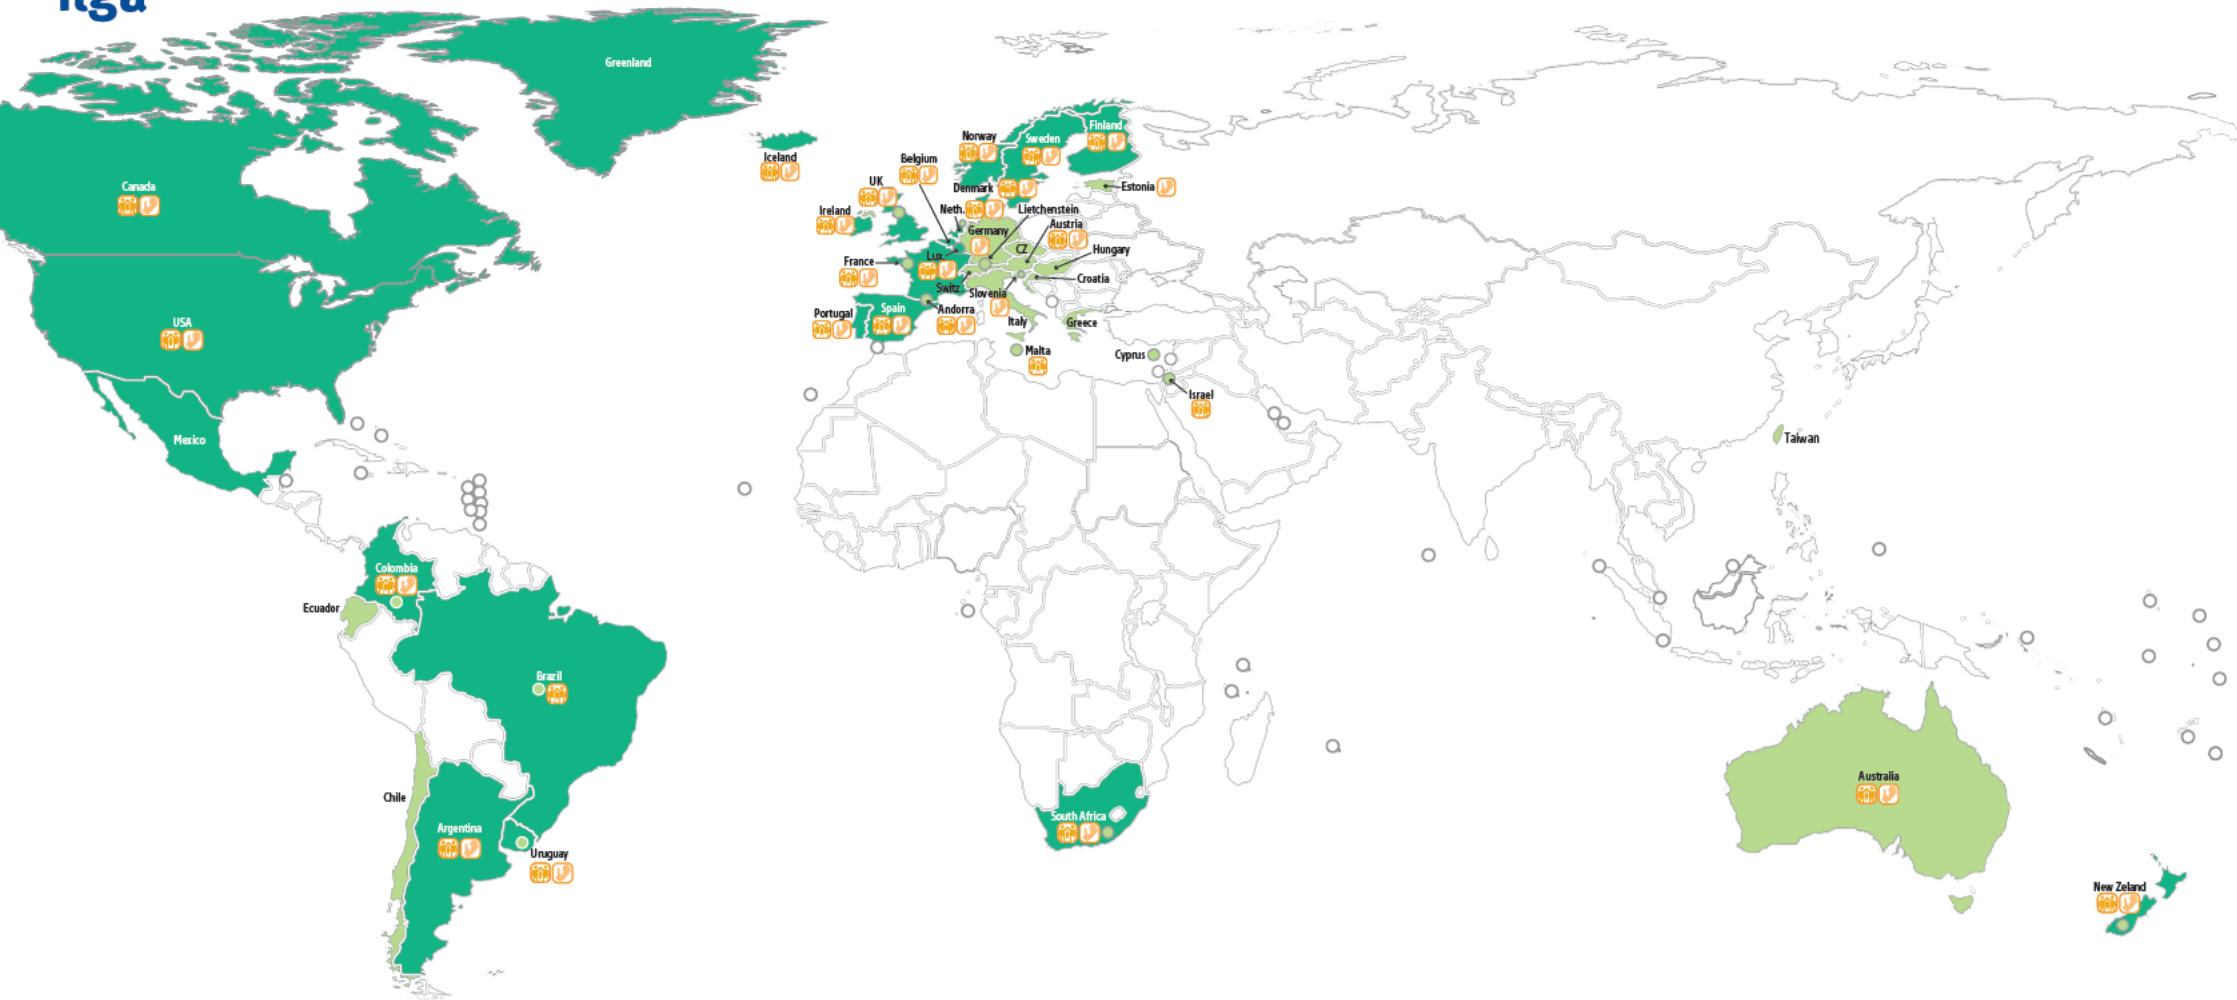 ilga
Greenland
Iceland
Canada
Norway
Sweden
Finland
Belgium
UK
Denmark
Estonia
Ireland
Neth.
Lietchenstein
Austria
Germany
CZ
Hungary
France
Lux.
Croatia
Switz
Slovenia
Portugal
Spain
Andorra
Italy
Greece
USA
Malta
Cyprus
Israel
Mexico
Taiwan
Colombia
Ecuador
Brazil
Chile
Argentina
Uruguay
South Africa
Australia
New Zeland